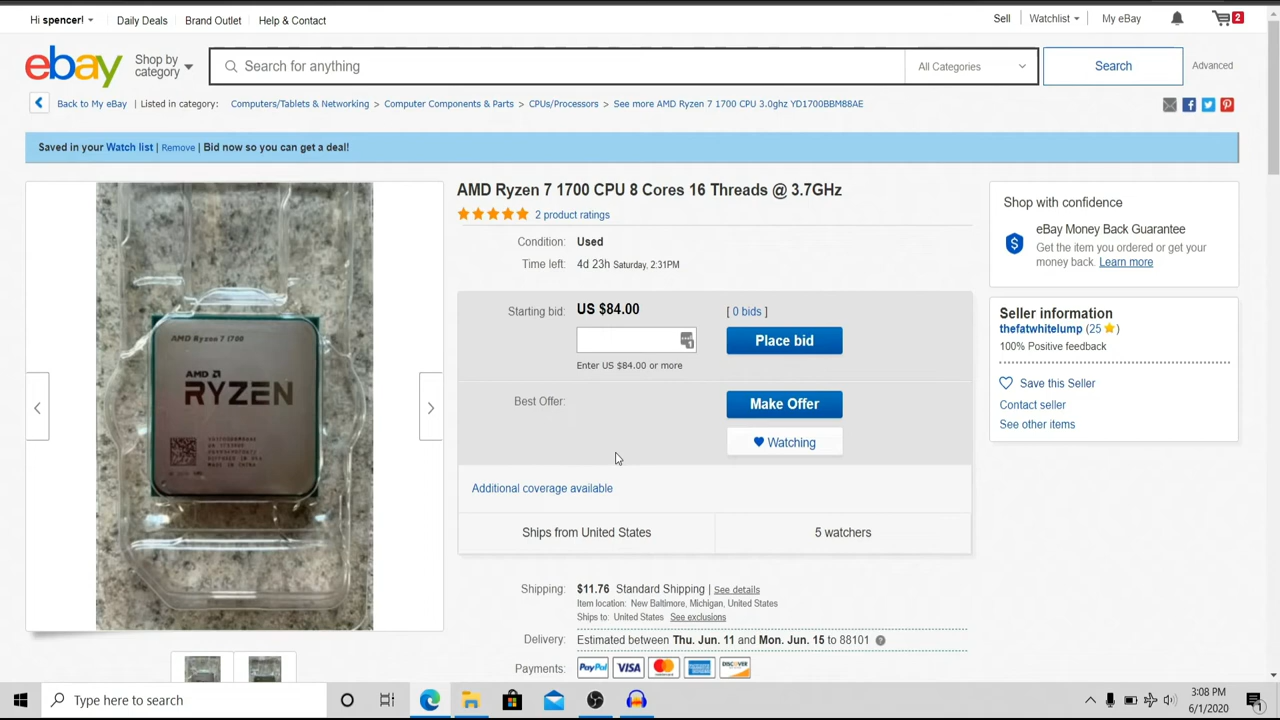 Hi spencer!
Daily Deals
Brand Outlet
Help & Contact
Sell
Watchlist
My eBay
2
ebay
Shop by category
Search for anything
All Categories
Search
Advanced
Back to My eBay | Listed in category: Computers/Tablets & Networking > Computer Components & Parts > CPUs/Processors > See more AMD Ryzen 7 1700 CPU 3.0ghz YD1700BBM88AE
Saved in your Watch list | Remove | Bid now so you can get a deal!
AMD Ryzen 7 1700
AMD
RYZEN
AMD Ryzen 7 1700 CPU 8 Cores 16 Threads @ 3.7GHz
2 product ratings
Condition: Used
Time left: 4d 23h Saturday, 2:31PM
Starting bid: US $84.00 [ 0 bids ]
1
Place bid
Enter US $84.00 or more
Best Offer:
Make Offer
Watching
Additional coverage available
Ships from United States
5 watchers
Shipping: $11.76 Standard Shipping | See details
Item location: New Baltimore, Michigan, United States
Ships to: United States See exclusions
Delivery: Estimated between Thu. Jun. 11 and Mon. Jun. 15 to 88101 ?
Payments: PayPal VISA MasterCard DISCOVER
Shop with confidence
eBay Money Back Guarantee
Get the item you ordered or get your
money back. Learn more
Seller information
thefatwhitelump (25 )
100% Positive feedback
Save this Seller
Contact seller
See other items
Type here to search
3:08 PM
6/1/2020
1